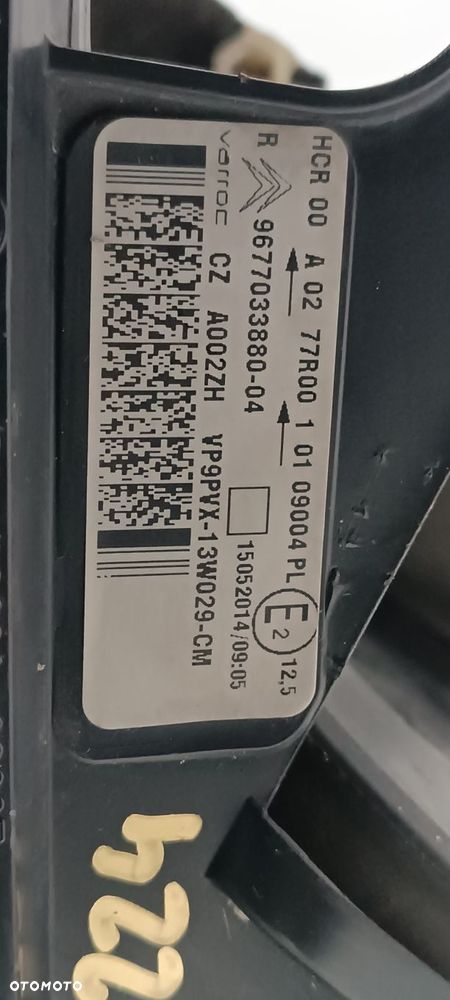 HCR 00 A 02 77R00 1 01 09004 PL E2 12,5
R 9677033880-04 15052014/09:05
varroc CZ A002ZH VP9PVX-13W029-CM
422
OTOMOTO